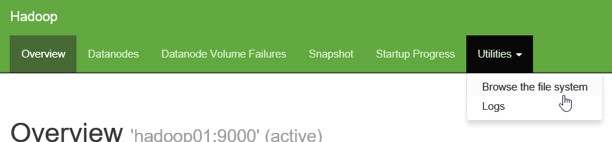 Hadoop
Overview Datanodes Datanode Volume Failures Snapshot Startup Progress Utilities
Browse the file system
Logs
Overview 'hadoop01:9000' (active)